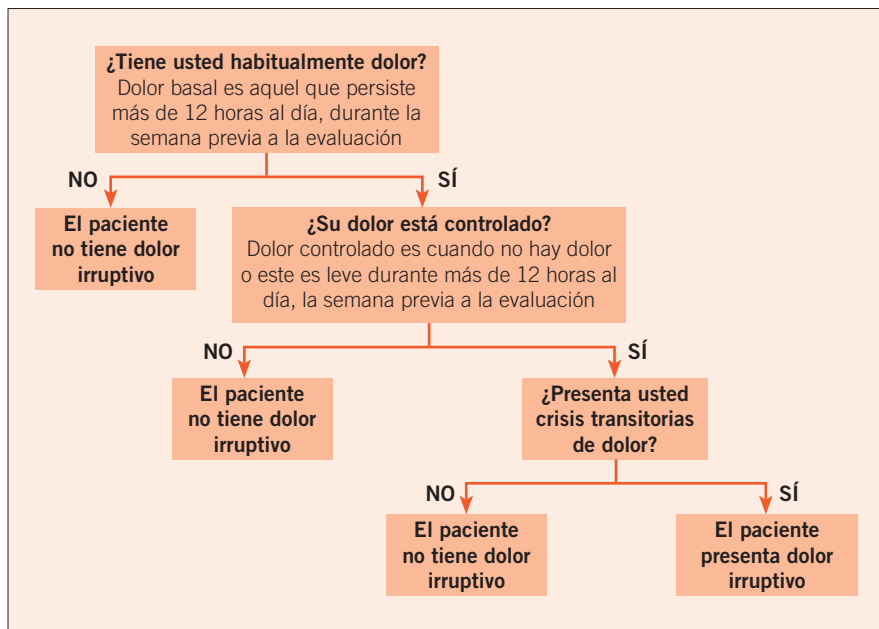 ¿Tiene usted habitualmente dolor?
Dolor basal es aquel que persiste
más de 12 horas al día, durante la
semana previa a la evaluación
NO
SÍ
El paciente
no tiene dolor
irruptivo
¿Su dolor está controlado?
Dolor controlado es cuando no hay dolor
o este es leve durante más de 12 horas al
día, la semana previa a la evaluación
NO
SÍ
El paciente
no tiene dolor
irruptivo
¿Presenta usted
crisis transitorias
de dolor?
NO
SÍ
El paciente
no tiene dolor
irruptivo
El paciente
presenta dolor
irruptivo